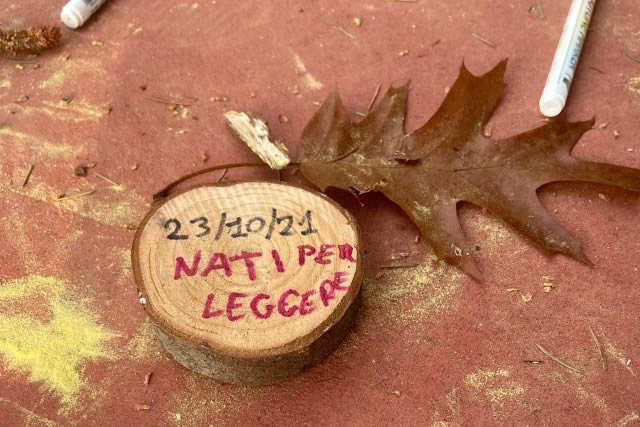 23/10/21
NATI PER
LEGGERE